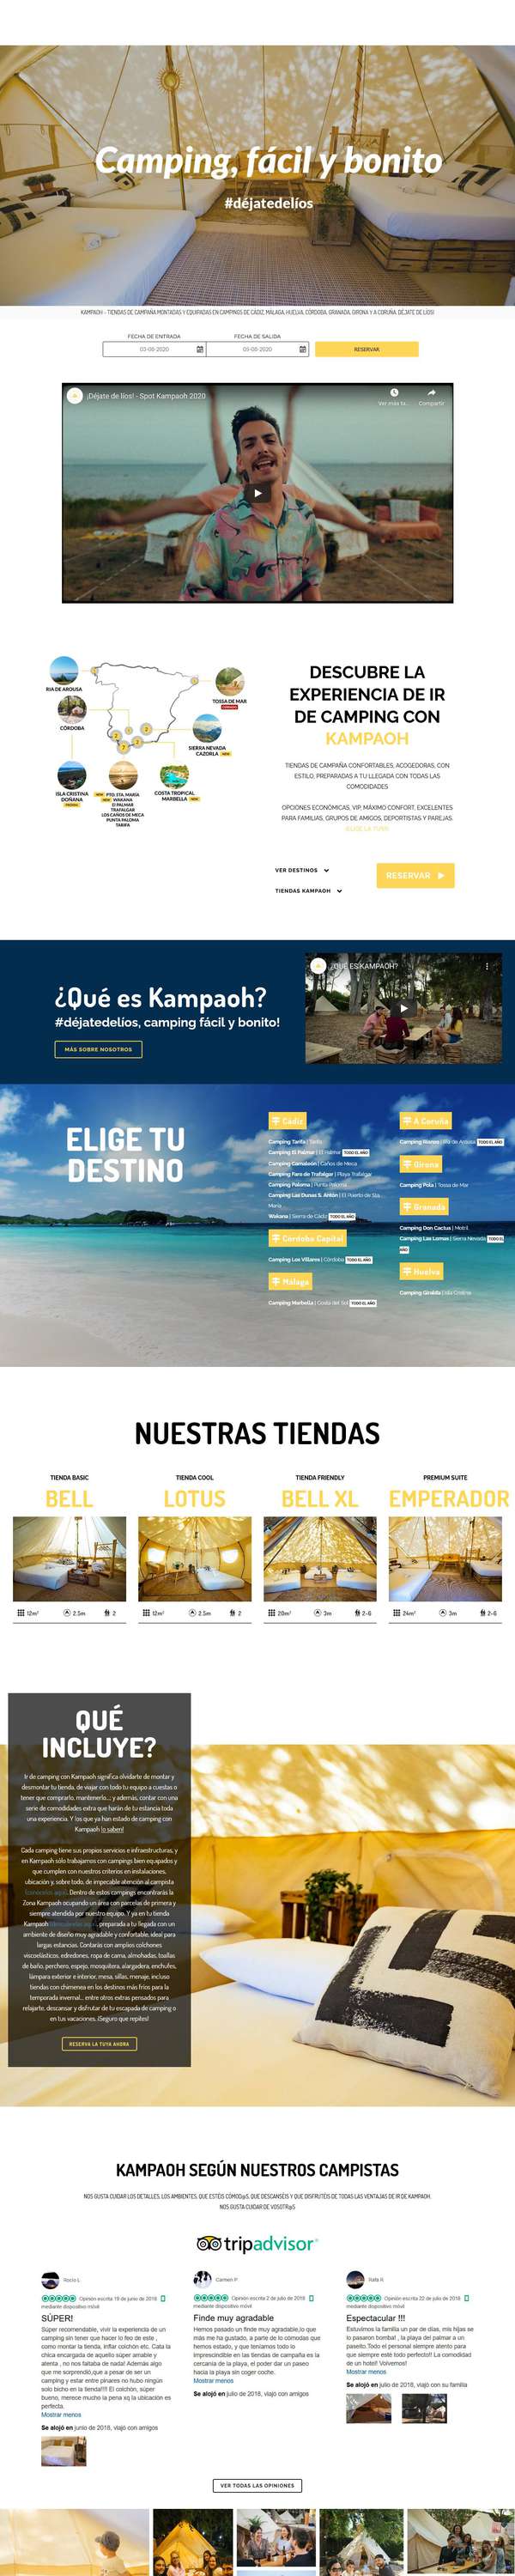 Camping, fácil y bonito
#déjatedelíos
KAMPAOH - TIENDAS DE CAMPAÑA MONTADAS Y EQUIPADAS EN CAMPINGS DE CÁDIZ, MÁLAGA, HUELVA, CÓRDOBA, GRANADA, GIRONA Y A CORUÑA. DÉJATE DE LÍOS!
FECHA DE ENTRADA
FECHA DE SALIDA
03-08-2020
05-08-2020
RESERVAR
¡Déjate de líos! - Spot Kampaoh 2020
Ver más ta...
Compartir
RIA DE AROUSA
TOSSA DE MAR
CÓRDOBA
SIERRA NEVADA
CAZORLA
ISLA CRISTINA
DOÑANA
PTO. STA. MARÍA
WAKANA
EL PALMAR
TRAFALGAR
LOS CAÑOS DE MECA
PUNTA PALOMA
TARIFA
COSTA TROPICAL
MARBELLA
DESCUBRE LA
EXPERIENCIA DE IR
DE CAMPING CON
KAMPAOH
TIENDAS DE CAMPAÑA CONFORTABLES, ACOGEDORAS, CON
ESTILO, PREPARADAS A TU LLEGADA CON TODAS LAS
COMODIDADES
OPCIONES ECONÓMICAS, VIP, MÁXIMO CONFORT, EXCELENTES
PARA FAMILIAS, GRUPOS DE AMIGOS, DEPORTISTAS Y PAREJAS.
ELIGE LA TUYA
VER DESTINOS
TIENDAS KAMPAOH
RESERVAR
¿Qué es Kampaoh?
#déjatedelíos, camping fácil y bonito!
MÁS SOBRE NOSOTROS
¿QUÉ ES KAMPAOH?
ELIGE TU
DESTINO
Cádiz
Camping Tarifa | Tarifa
Camping El Palmar | El Palmar TODO EL AÑO
Camping Camaleón | Caños de Meca
Camping Faro de Trafalgar | Playa Trafalgar
Camping Paloma | Punta Paloma
Camping Las Dunas S. Antón | El Puerto de Sta.
María
Wakana | Sierra de Cádiz TODO EL AÑO
Córdoba Capital
Camping Los Villares | Córdoba TODO EL AÑO
Málaga
Camping Marbella | Costa del Sol TODO EL AÑO
A Coruña
Camping Rianxo | Ría de Arousa TODO EL AÑO
Girona
Camping Pola | Tossa de Mar
Granada
Camping Don Cactus | Motril
Camping Las Lomas | Sierra Nevada TODO EL
AÑO
Huelva
Camping Giralda | Isla Cristina
NUESTRAS TIENDAS
TIENDA BASIC
BELL
12m²
2.5m
2
TIENDA COOL
LOTUS
12m²
2.5m
2
TIENDA FRIENDLY
BELL XL
20m²
3m
2-6
PREMIUM SUITE
EMPERADOR
24m²
3m
2-6
QUÉ
INCLUYE?
Ir de camping con Kampaoh significa olvidarte de montar y
desmontar tu tienda, de viajar con todo tu equipo a cuestas o
tener que comprarlo, mantenerlo...; y además, contar con una
serie de comodidades extra que harán de tu estancia toda
una experiencia. Y los que ya han estado de camping con
Kampaoh lo saben!
Cada camping tiene sus propios servicios e infraestructuras, y
en Kampaoh sólo trabajamos con campings bien equipados y
que cumplen con nuestros criterios en instalaciones,
ubicación y, sobre todo, de impecable atención al campista
Dentro de estos campings encontrarás la
Zona Kampaoh ocupando un área con parcelas de primera y
siempre atendida por nuestro equipo. Y ya en tu tienda
Kampaoh
preparada a tu llegada con un
ambiente de diseño muy agradable y confortable, ideal para
largas estancias. Contarás con amplios colchones
viscoelásticos, edredones, ropa de cama, almohadas, toallas
de baño, perchero, espejo, mosquitera, alargadera, enchufes,
lámpara exterior e interior, mesa, sillas, menaje, incluso
tiendas con chimenea en los destinos más fríos para la
temporada invernal... entre otros extras pensados para
relajarte, descansar y disfrutar de tu escapada de camping o
en tus vacaciones. ¡Seguro que repites!
RESERVA LA TUYA AHORA
KAMPAOH SEGÚN NUESTROS CAMPISTAS
NOS GUSTA CUIDAR LOS DETALLES, LOS AMBIENTES, QUE ESTÉIS CÓMOD@S, QUE DESCANSÉIS Y QUE DISFRUTÉIS DE TODAS LAS VENTAJAS DE IR DE KAMPAOH.
NOS GUSTA CUIDAR DE VOSOTR@S
tripadvisor
Rocio L
Opinión escrita 19 de junio de 2018
mediante dispositivo móvil
SÚPER!
Súper recomendable, vivir la experiencia de un
camping sin tener que hacer lo feo de este ,
como montar la tienda, inflar colchón etc. Cata la
chica encargada de aquello súper amable y
atenta , no nos faltaba de nada! Además algo
que me sorprendió,que a pesar de ser un
camping y estar entre pinares no hubo ningún
solo bicho en la tienda!!!! El colchón, súper
bueno, merece mucho la pena xq la ubicación es
perfecta.
Mostrar menos
Se alojó en junio de 2018, viajó con amigos
Carmen P
Opinión escrita 2 de julio de 2018
mediante dispositivo móvil
Finde muy agradable
Hemos pasado un finde muy agradable,lo que
más me ha gustado, a parte de lo cómodas que
hemos estado, y que teníamos todo lo
imprescindible en las tiendas de campaña es la
cercanía de la playa, el poder dar un paseo
hacia la playa sin coger coche.
Mostrar menos
Se alojó en julio de 2018, viajó con amigos
Opinión escrita 22 de julio de 2018
mediante dispositivo móvil
Espectacular !!!
Estuvimos la familia un par de días, mis hijas se
lo pasaron bomba! , la playa del palmar a un
paseito.Todo el personal siempre atento para
que siempre esté todo perfecto!! La comodidad
de un hotel! Volvemos!
Mostrar menos
Se alojó en julio de 2018, viajó con su familia
VER TODAS LAS OPINIONES